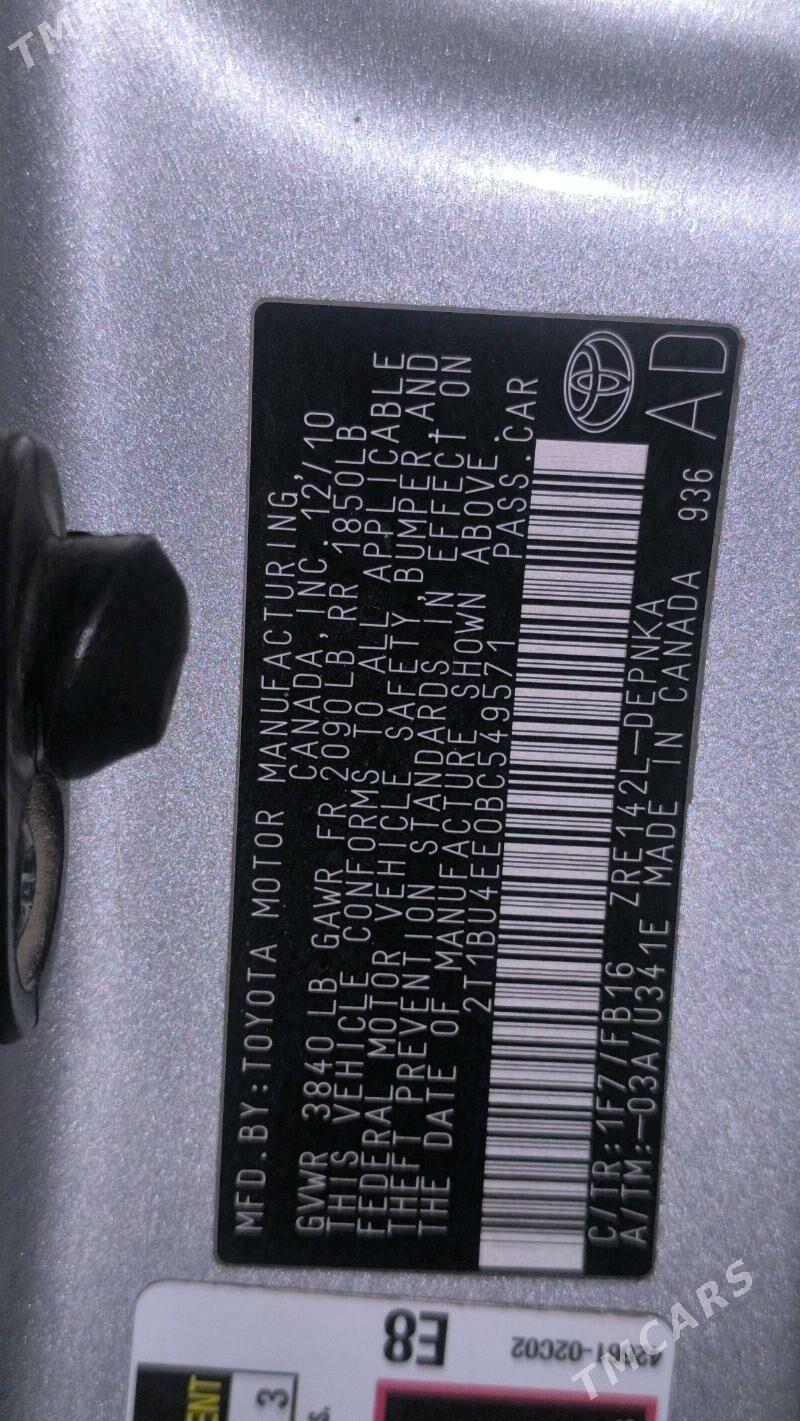 TMCARS
MFD.BY:TOYOTA MOTOR MANUFACTURING,
CANADA, INC. 12/10
GVWR 3840 LB GAWR FR 2090LB RR 1850LB
THIS VEHICLE CONFORMS TO ALL APPLICABLE
FEDERAL MOTOR VEHICLE SAFETY,BUMPER,AND
THEFT PREVENTION STANDARDS IN EFFECT ON
THE DATE OF MANUFACTURE SHOWN ABOVE.
2T1BU4EE0BC549571 PASS.CAR
C/TR:1F7/FB16 ZRE142L-DEPNKA
A/TM:-03A/U341E MADE IN CANADA 936 AD
E8
3